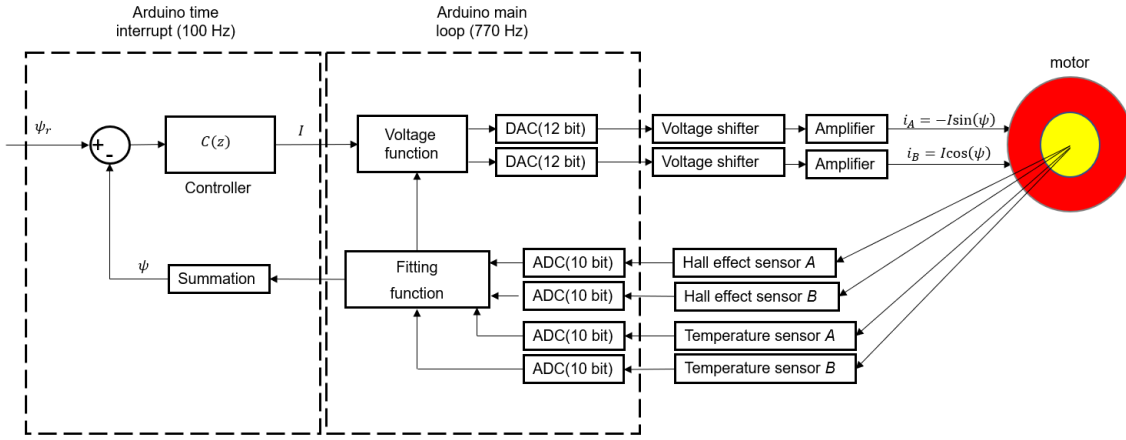 Arduino time
interrupt (100 Hz)
Arduino main
loop (770 Hz)
motor
ψr
+
-
C(z)
Controller
I
Voltage
function
DAC(12 bit)
DAC(12 bit)
Voltage shifter
Voltage shifter
Amplifier
Amplifier
iA = −Isin(ψ)
iB = Icos(ψ)
ψ
Summation
Fitting
function
ADC(10 bit)
ADC(10 bit)
ADC(10 bit)
ADC(10 bit)
Hall effect sensor A
Hall effect sensor B
Temperature sensor A
Temperature sensor B